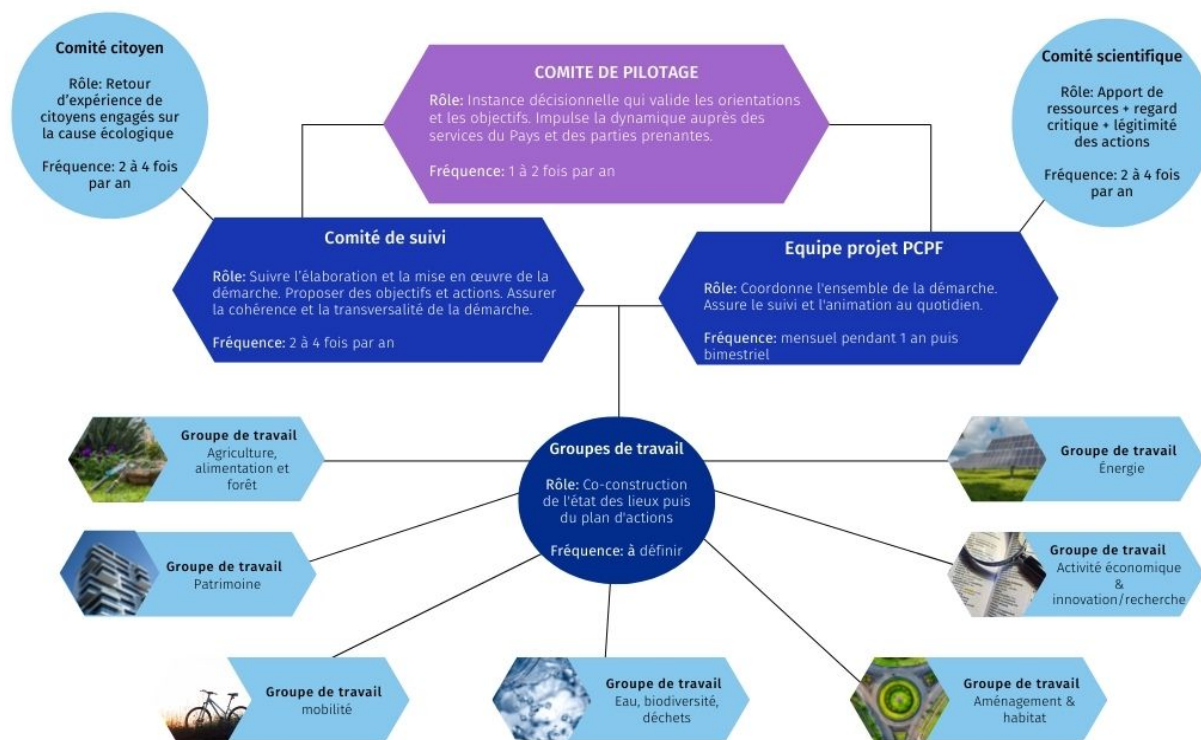 Comité citoyen
Rôle: Retour
d'expérience de
citoyens engagés sur
la cause écologique
Fréquence: 2 à 4 fois
par an
COMITE DE PILOTAGE
Rôle: Instance décisionnelle qui valide les orientations
et les objectifs. Impulse la dynamique auprès des
services du Pays et des parties prenantes.
Fréquence: 1 à 2 fois par an
Comité scientifique
Rôle: Apport de
ressources + regard
critique + légitimité
des actions
Fréquence: 2 à 4 fois
par an
Comité de suivi
Rôle: Suivre l'élaboration et la mise en œuvre de la
démarche. Proposer des objectifs et actions. Assurer
la cohérence et la transversalité de la démarche.
Fréquence: 2 à 4 fois par an
Equipe projet PCPF
Rôle: Coordonne l'ensemble de la démarche.
Assure le suivi et l'animation au quotidien.
Fréquence: mensuel pendant 1 an puis
bimestriel
Groupes de travail
Rôle: Co-construction
de l'état des lieux puis
du plan d'actions
Fréquence: à définir
Groupe de travail
Agriculture,
alimentation et
forêt
Groupe de travail
Énergie
Groupe de travail
Patrimoine
Groupe de travail
Activité économique
&
innovation/recherche
Groupe de travail
mobilité
Groupe de travail
Eau, biodiversité,
déchets
Groupe de travail
Aménagement &
habitat